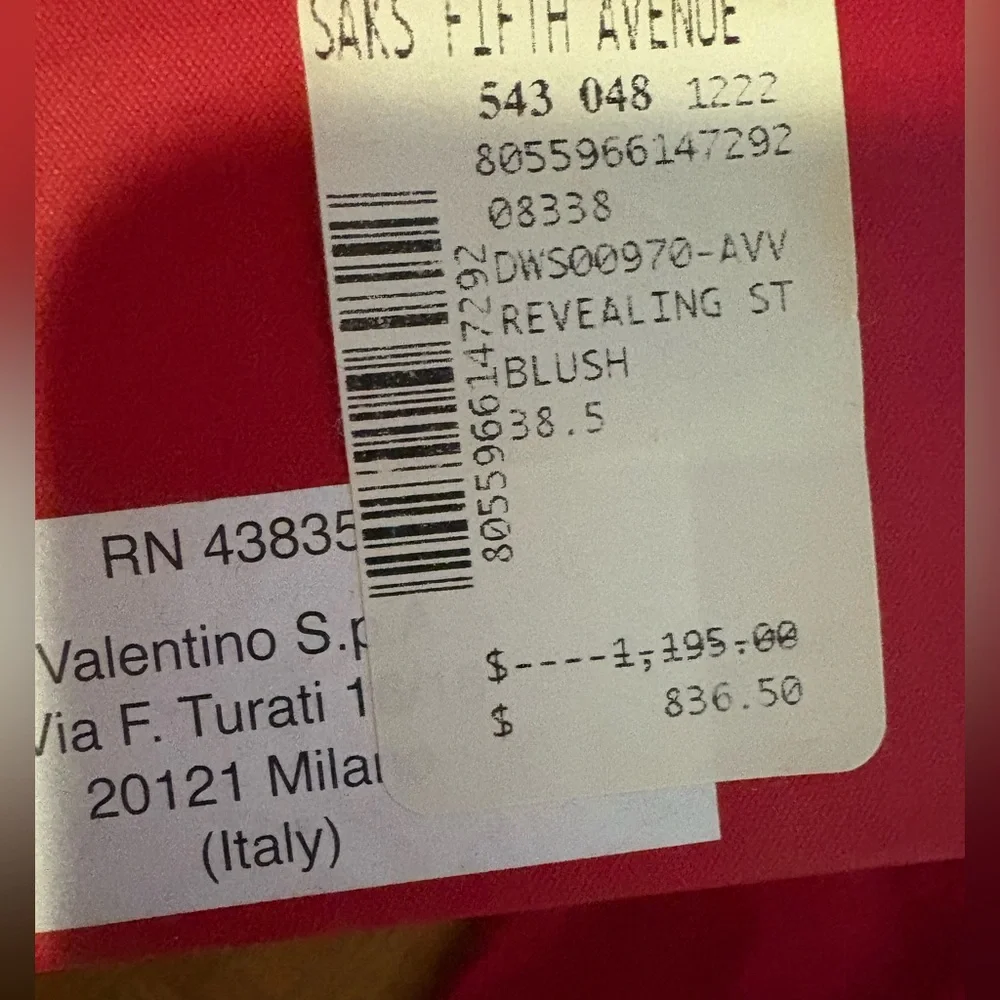 SAKS FIFTH AVENUE
543 048 1222
8055966147292
08338
DWS00970-AVV
REVEALING ST
BLUSH
38.5
8055966147292
$----1,195.00
$ 836.50
RN 43835
Valentino S.p
Via F. Turati 1
20121 Milan
(Italy)